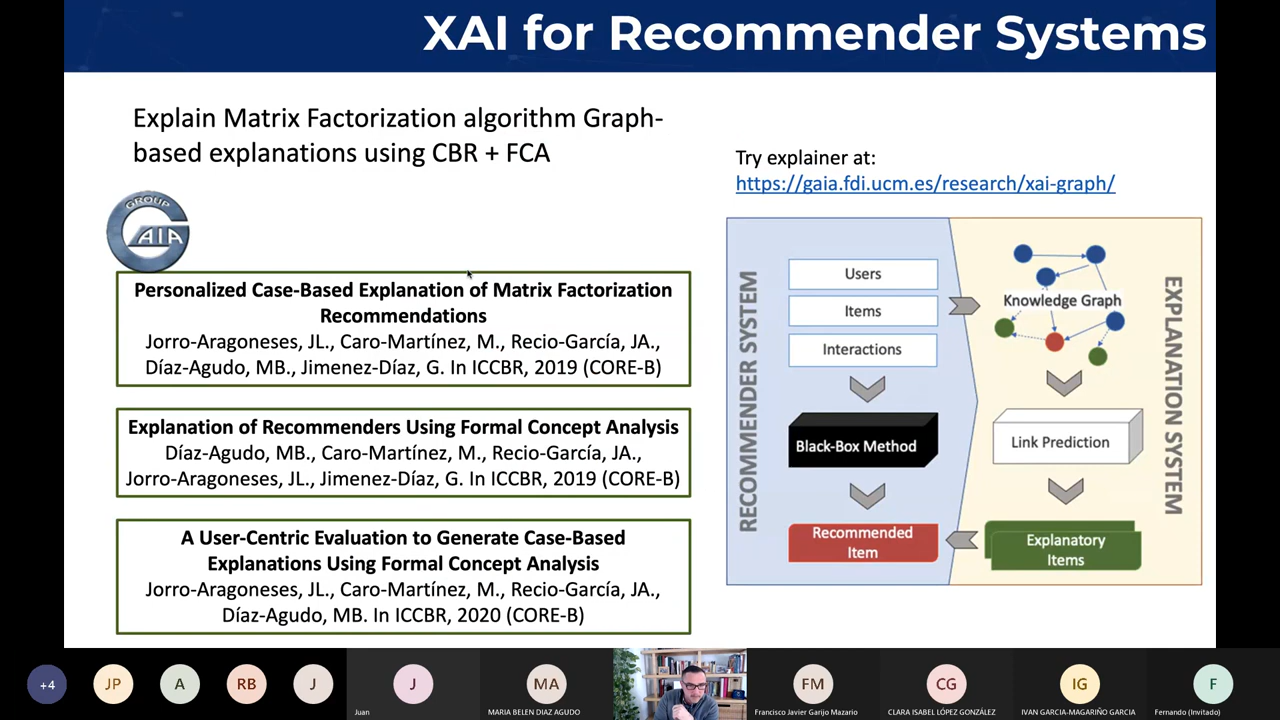 XAI for Recommender Systems
Explain Matrix Factorization algorithm Graph-
based explanations using CBR + FCA
GROUP
GAIA
Personalized Case-Based Explanation of Matrix Factorization
Recommendations
Jorro-Aragoneses, JL., Caro-Martínez, M., Recio-García, JA.,
Díaz-Agudo, MB., Jimenez-Díaz, G. In ICCBR, 2019 (CORE-B)
Explanation of Recommenders Using Formal Concept Analysis
Díaz-Agudo, MB., Caro-Martínez, M., Recio-García, JA.,
Jorro-Aragoneses, JL., Jimenez-Díaz, G. In ICCBR, 2019 (CORE-B)
A User-Centric Evaluation to Generate Case-Based
Explanations Using Formal Concept Analysis
Jorro-Aragoneses, JL., Caro-Martínez, M., Recio-García, JA.,
Díaz-Agudo, MB. In ICCBR, 2020 (CORE-B)
Try explainer at:
https://gaia.fdi.ucm.es/research/xai-graph/
RECOMMENDER SYSTEM
Users
Items
Interactions
Black-Box Method
Recommended
Item
Knowledge Graph
Link Prediction
Explanatory
Items
EXPLANATION SYSTEM
+4
JP
A
RB
J
J
Juan
MA
MARIA BELEN DIAZ AGUDO
FM
Francisco Javier Garijo Mazario
CG
CLARA ISABEL LÓPEZ GONZÁLEZ
IG
IVAN GARCIA-MAGARIÑO GARCIA
F
Fernando (Invitado)